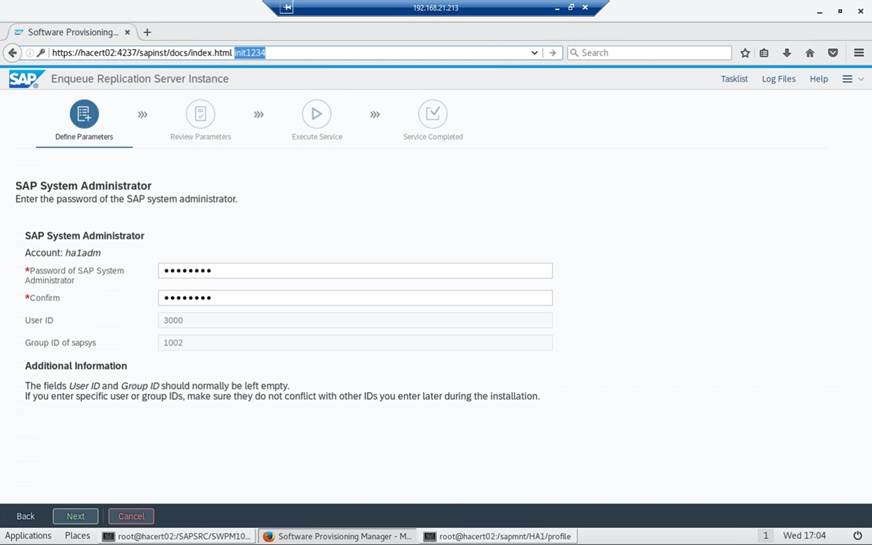 192.168.21.213
Software Provisioning...
https://hacert02:4237/sapinst/docs/index.html init1234
Search
SAP Enqueue Replication Server Instance
Tasklist Log Files Help
Define Parameters Review Parameters Execute Service Service Completed
SAP System Administrator
Enter the password of the SAP system administrator.
SAP System Administrator
Account: ha1adm
*Password of SAP System
Administrator
*Confirm
User ID 3000
Group ID of sapsys 1002
Additional Information
The fields User ID and Group ID should normally be left empty.
If you enter specific user or group IDs, make sure they do not conflict with other IDs you enter later during the installation.
Back Next Cancel
Applications Places root@hacert02:/SAPSRC/SWPM10... Software Provisioning Manager - M... root@hacert02:/sapmnt/HA1/profile 1 Wed 17:04